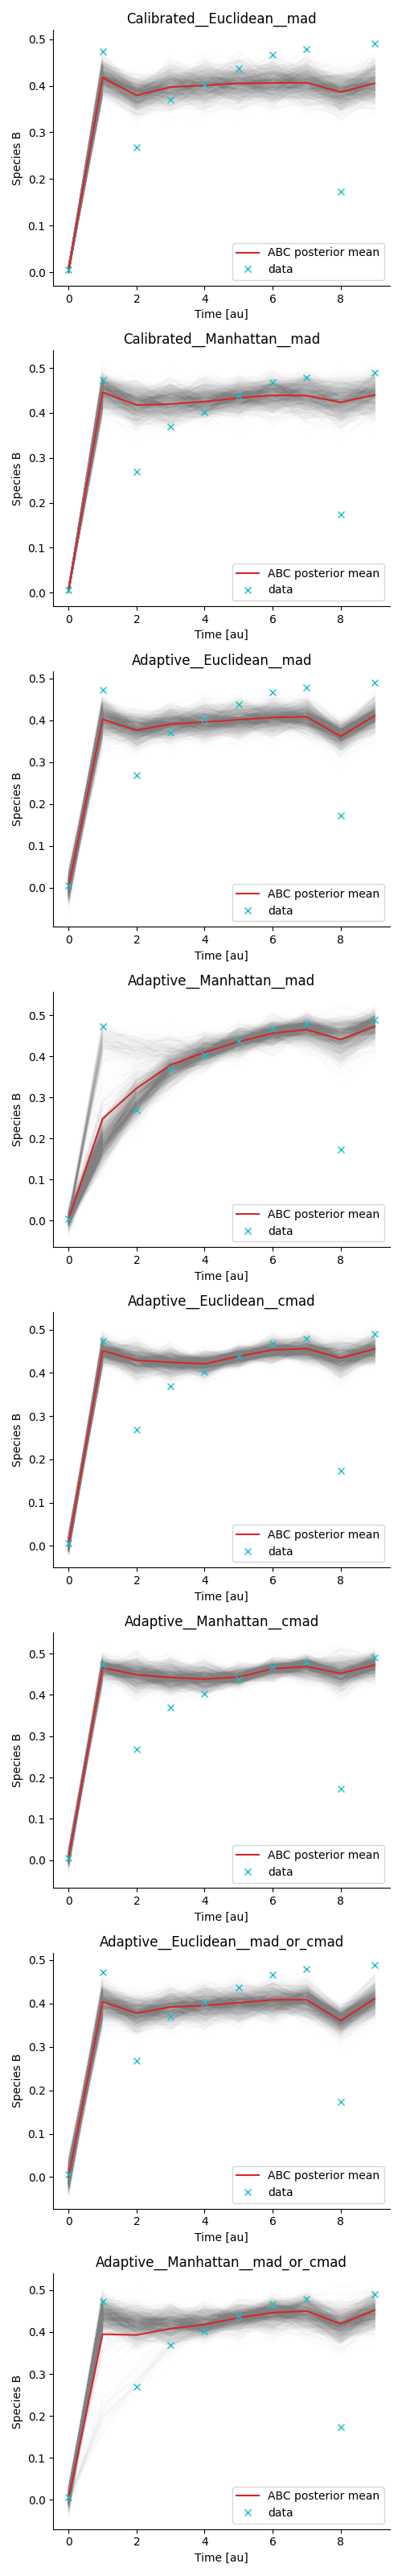 Calibrated__Euclidean__mad
0.5
0.4
0.3
0.2
0.1
0.0
Species B
ABC posterior mean
data
0 2 4 6 8
Time [au]
Calibrated__Manhattan__mad
0.5
0.4
0.3
0.2
0.1
0.0
Species B
ABC posterior mean
data
0 2 4 6 8
Time [au]
Adaptive__Euclidean__mad
0.5
0.4
0.3
0.2
0.1
0.0
Species B
ABC posterior mean
data
0 2 4 6 8
Time [au]
Adaptive__Manhattan__mad
0.5
0.4
0.3
0.2
0.1
0.0
Species B
ABC posterior mean
data
0 2 4 6 8
Time [au]
Adaptive__Euclidean__cmad
0.5
0.4
0.3
0.2
0.1
0.0
Species B
ABC posterior mean
data
0 2 4 6 8
Time [au]
Adaptive__Manhattan__cmad
0.5
0.4
0.3
0.2
0.1
0.0
Species B
ABC posterior mean
data
0 2 4 6 8
Time [au]
Adaptive__Euclidean__mad_or_cmad
0.5
0.4
0.3
0.2
0.1
0.0
Species B
ABC posterior mean
data
0 2 4 6 8
Time [au]
Adaptive__Manhattan__mad_or_cmad
0.5
0.4
0.3
0.2
0.1
0.0
Species B
ABC posterior mean
data
0 2 4 6 8
Time [au]